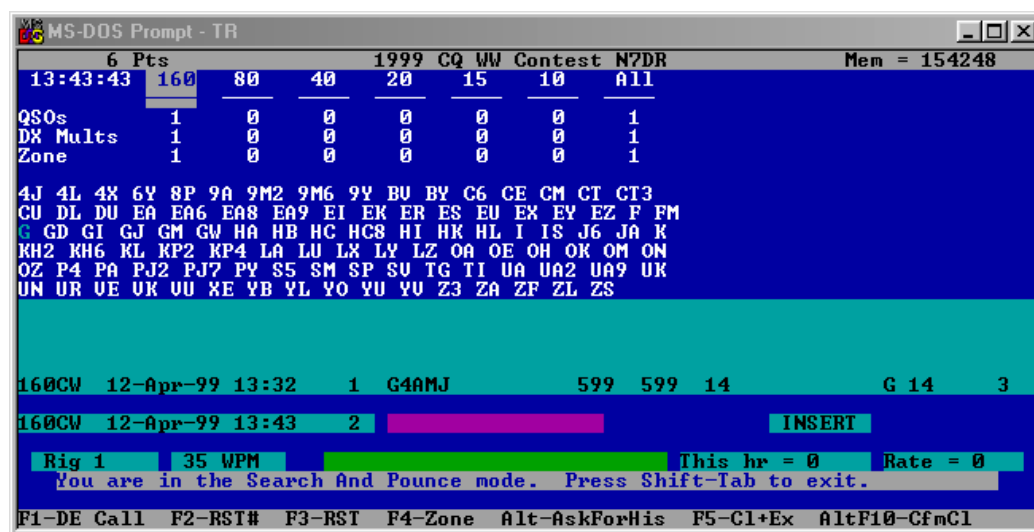 MS-DOS Prompt - TR
6 Pts 1999 CQ WW Contest N7DR Mem = 154248
13:43:43 160 80 40 20 15 10 All
QSOs 1 0 0 0 0 0 1
DX Mults 1 0 0 0 0 0 1
Zone 1 0 0 0 0 0 1
4J 4L 4X 6Y 8P 9A 9M2 9M6 9Y BV BY C6 CE CM CT CT3
CU DL DU EA EA6 EA8 EA9 EI EK ER ES EU EX EY EZ F FM
G GD GI GJ GM GW HA HB HC HC8 HI HK HL I IS J6 JA K
KH2 KH6 KL KP2 KP4 LA LU LX LY LZ OA OE OH OK OM ON
OZ P4 PA PJ2 PJ7 PY S5 SM SP SV TG TI UA UA2 UA9 UK
UN UR VE VK VU XE YB YL YO YU YV Z3 ZA ZF ZL ZS
160CW 12-Apr-99 13:32 1 G4AMJ 599 599 14 G 14 3
160CW 12-Apr-99 13:43 2 INSERT
Rig 1 35 WPM This hr = 0 Rate = 0
You are in the Search And Pounce mode. Press Shift-Tab to exit.
F1-DE Call F2-RST# F3-RST F4-Zone Alt-AskForHis F5-Cl+Ex AltF10-CfmCl